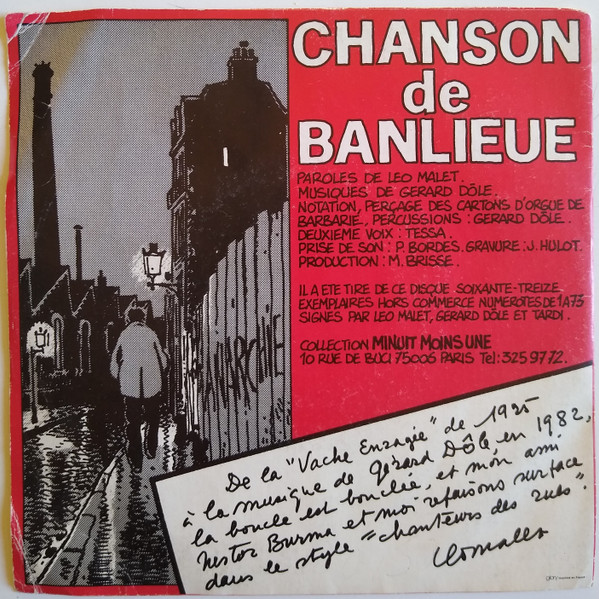 CHANSON
de
BANLIEUE
PAROLES DE LEO MALET.
MUSIQUES DE GERARD DÔLE.
NOTATION, PERÇAGE DES CARTONS D'ORGUE DE
BARBARIE, PERCUSSIONS : GERARD DÔLE.
DEUXIEME VOIX : TESSA.
PRISE DE SON : P. BORDES. GRAVURE : J. HULOT.
PRODUCTION : M. BRISSE.
IL A ETE TIRE DE CE DISQUE SOIXANTE-TREIZE
EXEMPLAIRES HORS COMMERCE NUMEROTES DE 1 A 73
SIGNES PAR LEO MALET, GERARD DÔLE ET TARDI.
COLLECTION MINUIT MOINS UNE
10 RUE DE BUCI 75006 PARIS Tel: 325 97 72.
ANARCHIE
De la "Vache Enragée" de 1925
à la musique de Gérard Dôle en 1982,
la boucle est bouclée, et mon ami
Nestor Burma et moi refaisons surface
dans le style "chanteurs des rues".
Léo Malet